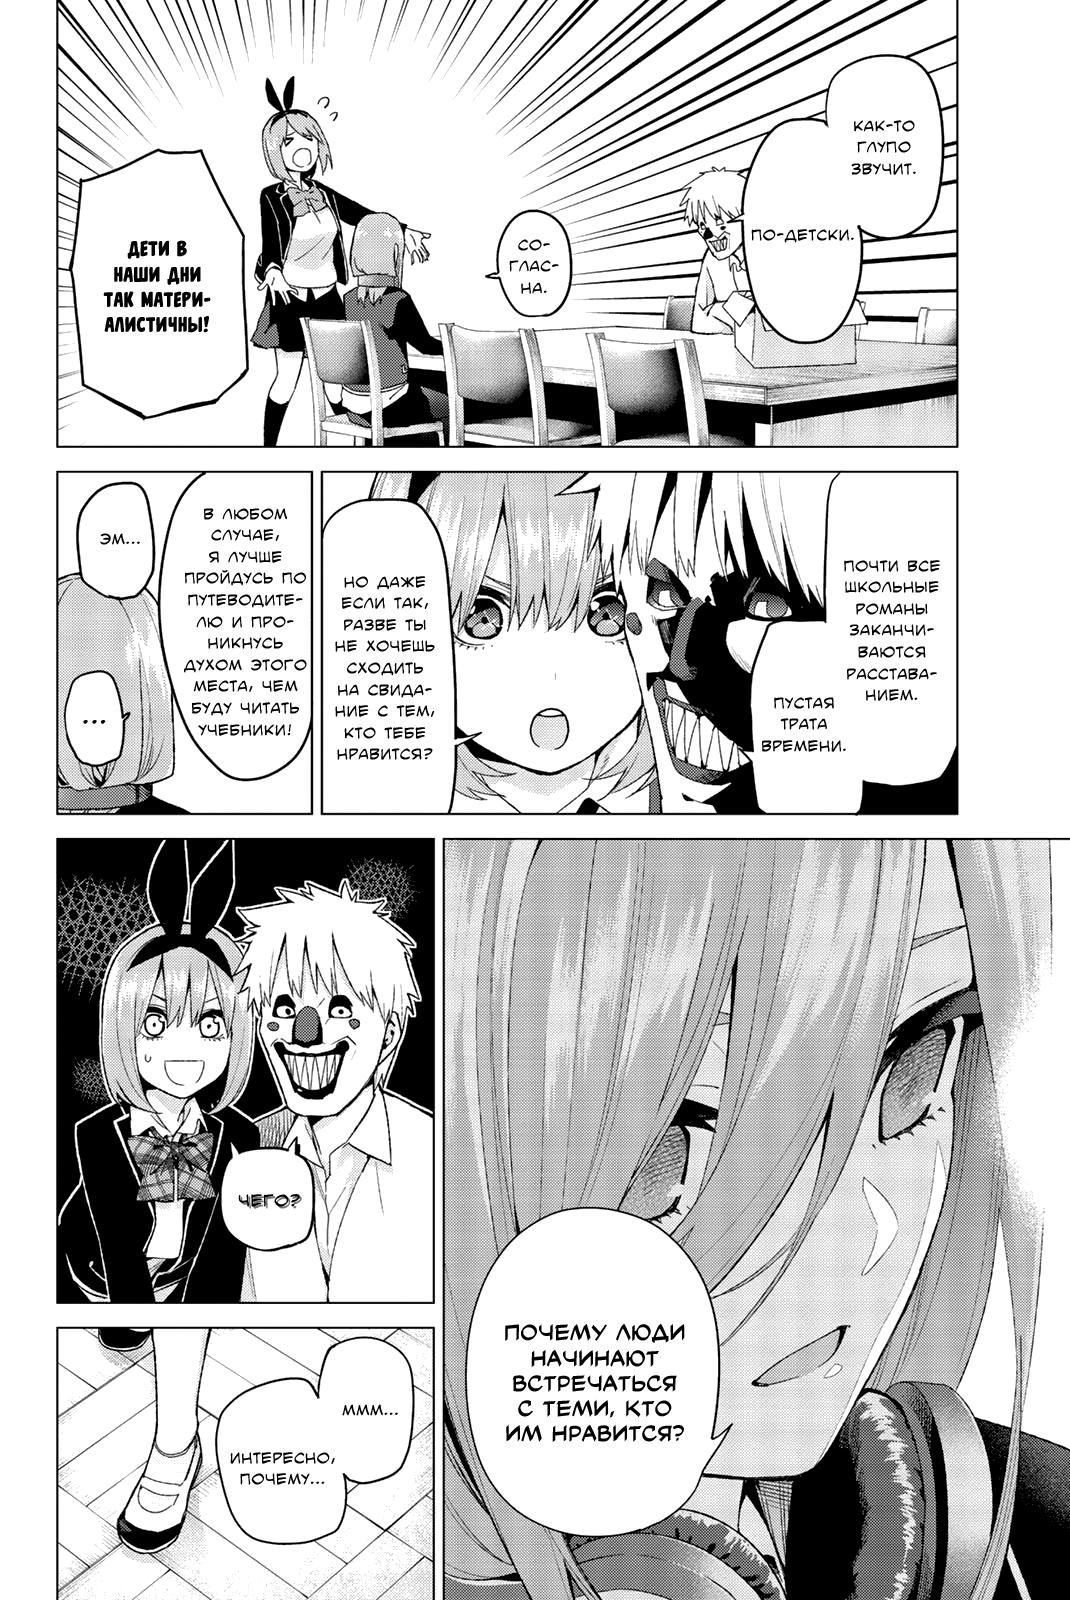 КАК-ТО
ГЛУПО
ЗВУЧИТ.
ПО-ДЕТСКИ.
СО-
ГЛАС-
НА.
ДЕТИ В
НАШИ ДНИ
ТАК МАТЕРИ-
АЛИСТИЧНЫ!
ПОЧТИ ВСЕ
ШКОЛЬНЫЕ
РОМАНЫ
ЗАКАНЧИ-
ВАЮТСЯ
РАССТАВА-
НИЕМ.
ПУСТАЯ
ТРАТА
ВРЕМЕНИ.
НО ДАЖЕ
ЕСЛИ ТАК,
РАЗВЕ ТЫ
НЕ ХОЧЕШЬ
СХОДИТЬ
НА СВИДА-
НИЕ С ТЕМ,
КТО ТЕБЕ
НРАВИТСЯ?
В ЛЮБОМ
СЛУЧАЕ,
Я ЛУЧШЕ
ПРОЙДУСЬ ПО
ПУТЕВОДИТЕ-
ЛЮ И ПРО-
НИКНУСЬ
ДУХОМ ЭТОГО
МЕСТА, ЧЕМ
БУДУ ЧИТАТЬ
УЧЕБНИКИ!
ЭМ...
...
ПОЧЕМУ ЛЮДИ
НАЧИНАЮТ
ВСТРЕЧАТЬСЯ
С ТЕМИ, КТО
ИМ НРАВИТСЯ?
ЧЕГО?
МММ...
ИНТЕРЕСНО,
ПОЧЕМУ...